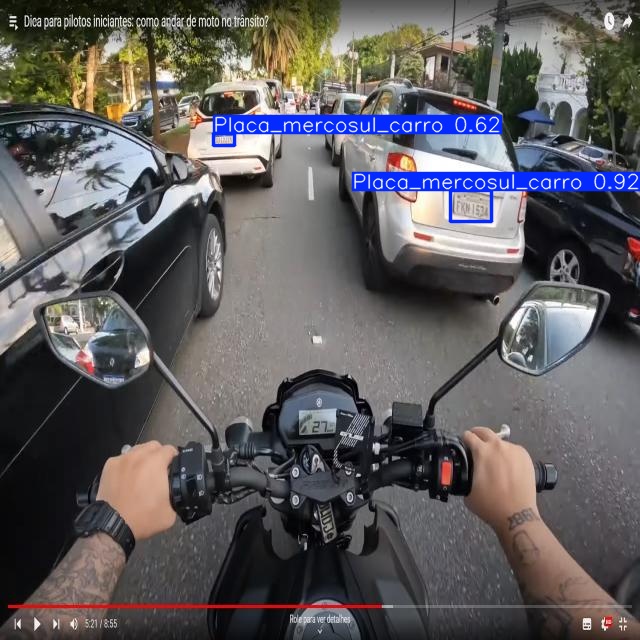 Dica para pilotos iniciantes: como andar de moto no trânsito?
Placa_mercosul_carro 0.62
Placa_mercosul_carro 0.92
27
5:21 / 8:55
Role para ver detalhes